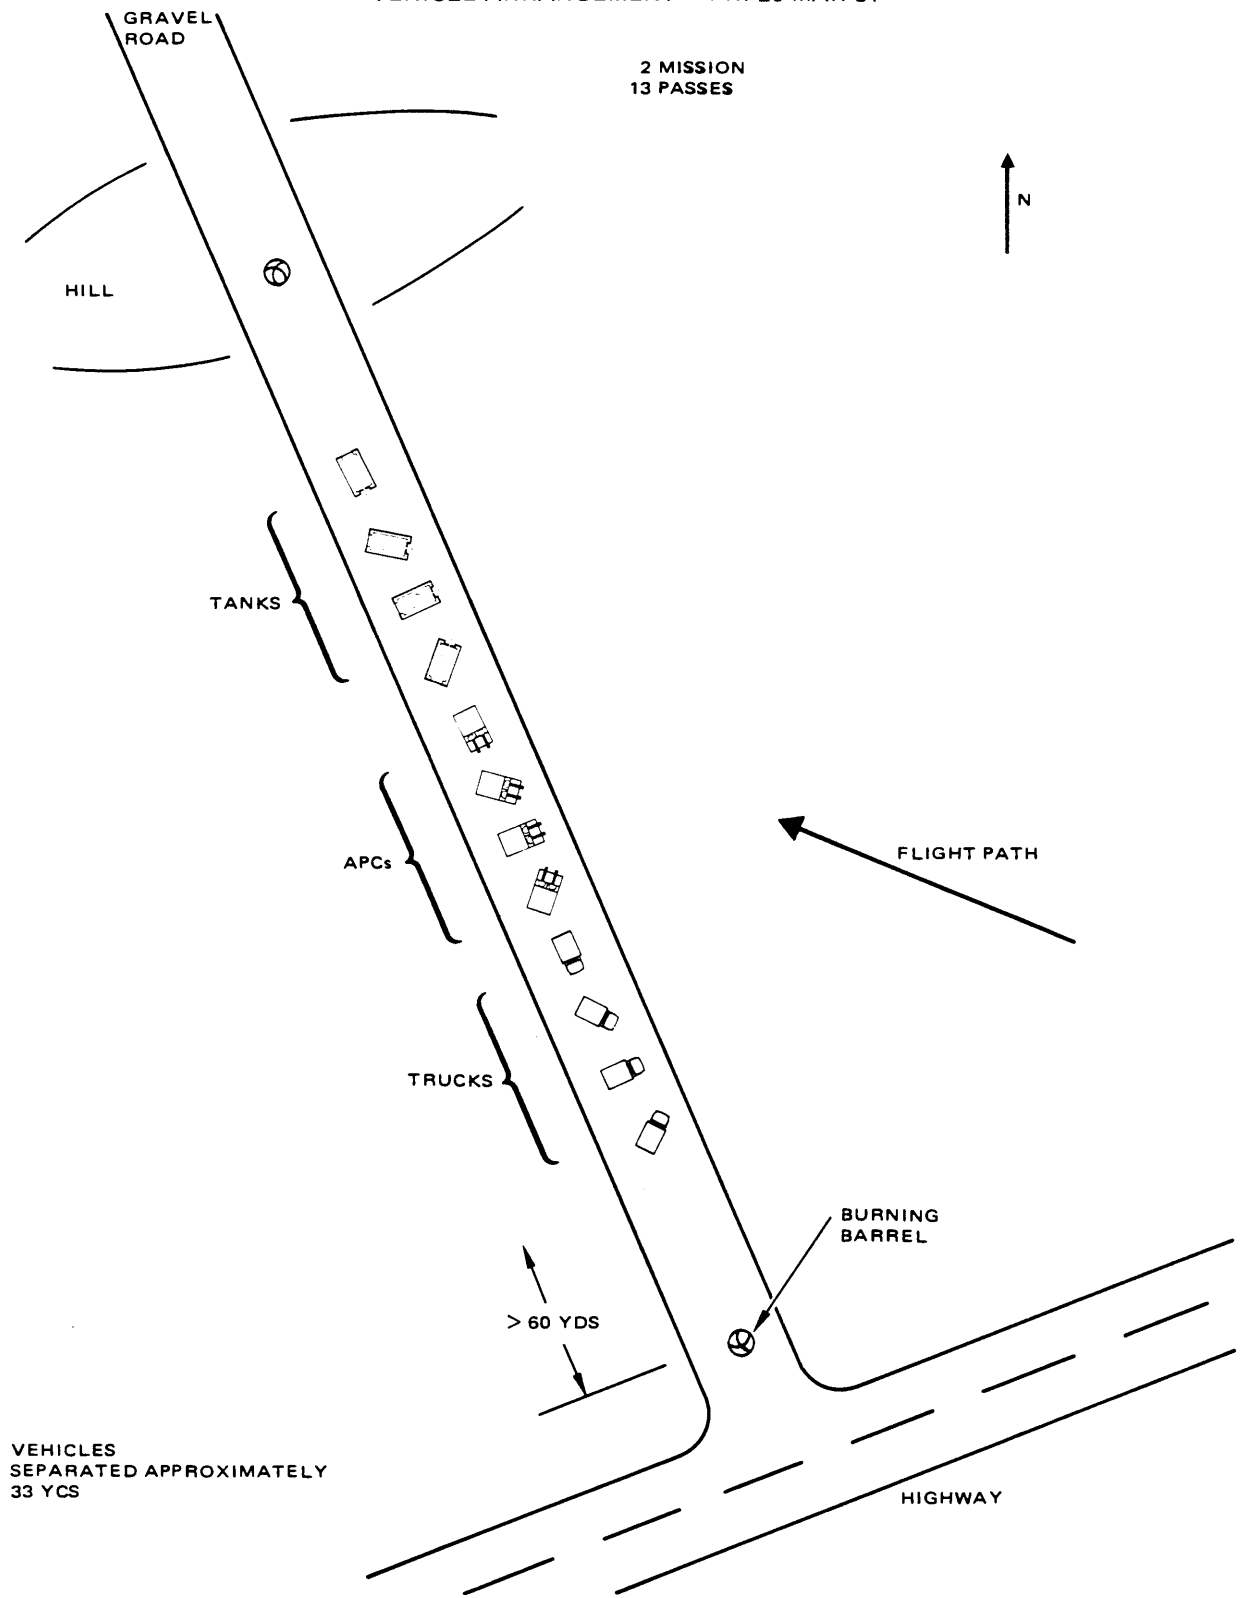 GRAVEL
ROAD
2 MISSION
13 PASSES
N
HILL
TANKS
FLIGHT PATH
APCs
TRUCKS
BURNING
BARREL
> 60 YDS
VEHICLES
SEPARATED APPROXIMATELY
33 YCS
HIGHWAY